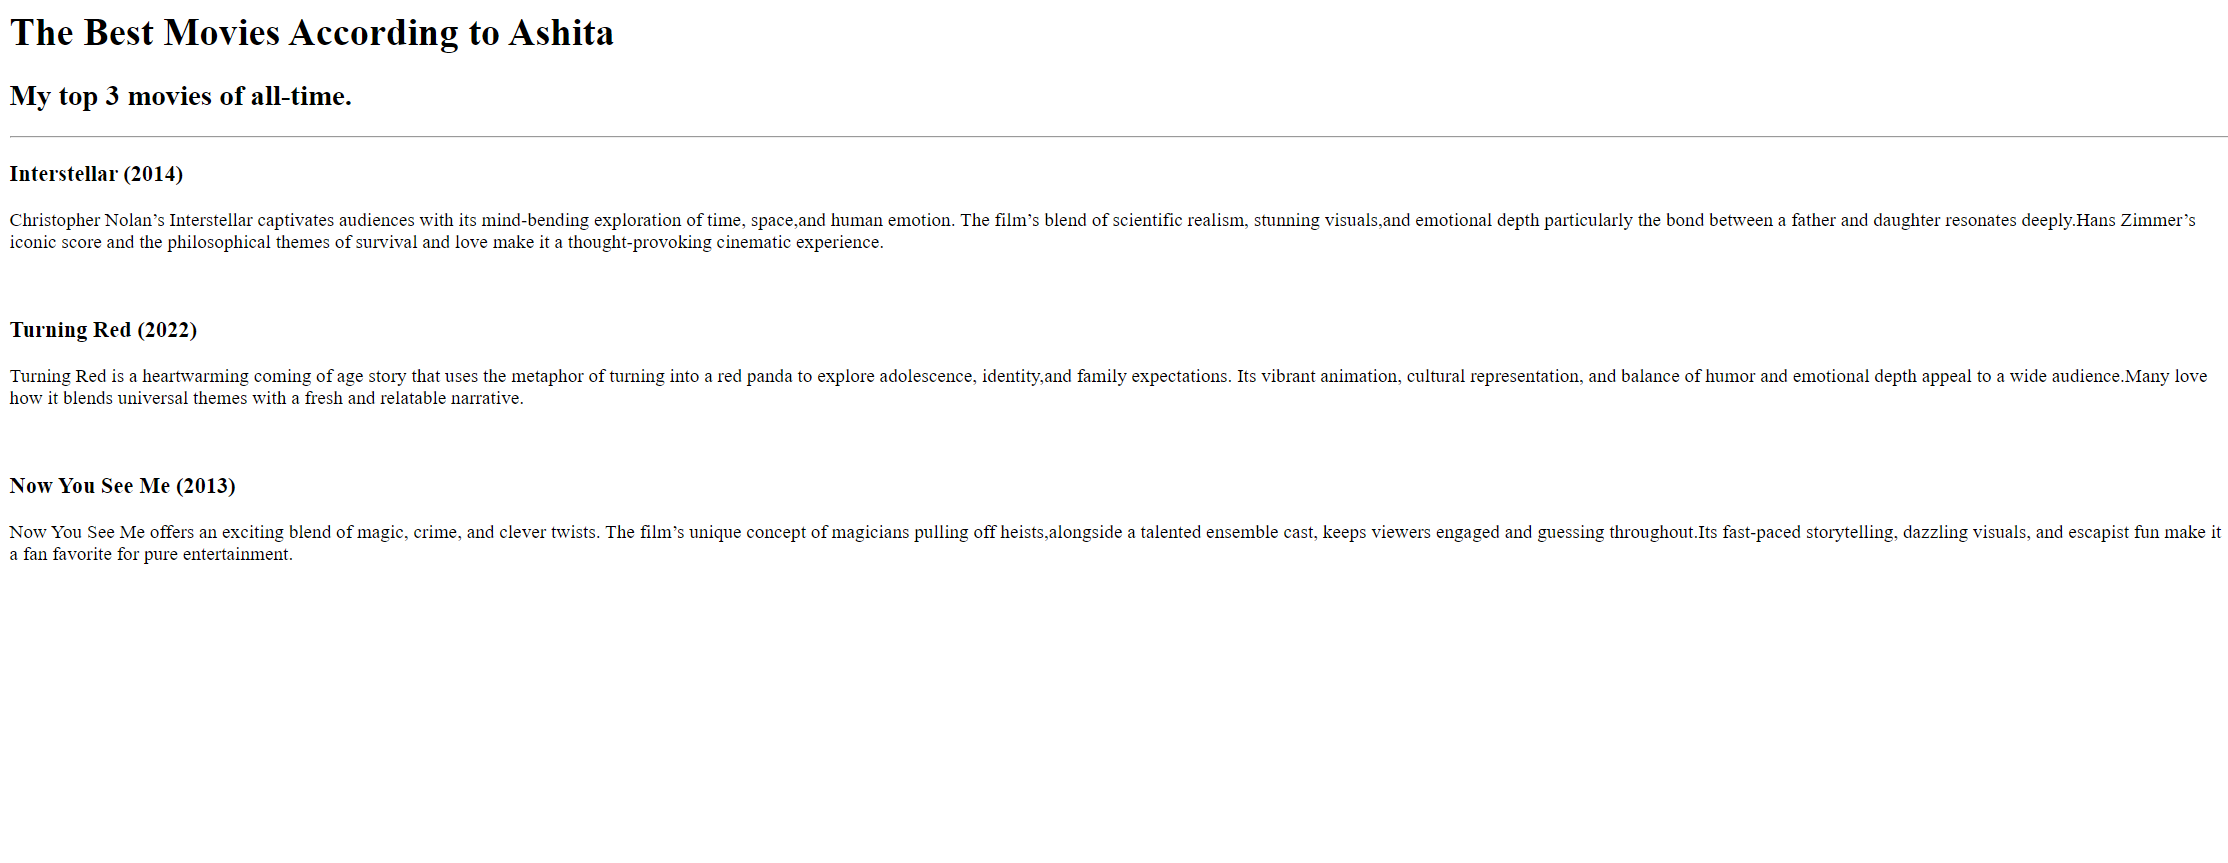 The Best Movies According to Ashita
My top 3 movies of all-time.
Interstellar (2014)
Christopher Nolan’s Interstellar captivates audiences with its mind-bending exploration of time, space,and human emotion. The film’s blend of scientific realism, stunning visuals,and emotional depth particularly the bond between a father and daughter resonates deeply.Hans Zimmer’s
iconic score and the philosophical themes of survival and love make it a thought-provoking cinematic experience.
Turning Red (2022)
Turning Red is a heartwarming coming of age story that uses the metaphor of turning into a red panda to explore adolescence, identity,and family expectations. Its vibrant animation, cultural representation, and balance of humor and emotional depth appeal to a wide audience.Many love
how it blends universal themes with a fresh and relatable narrative.
Now You See Me (2013)
Now You See Me offers an exciting blend of magic, crime, and clever twists. The film’s unique concept of magicians pulling off heists,alongside a talented ensemble cast, keeps viewers engaged and guessing throughout.Its fast-paced storytelling, dazzling visuals, and escapist fun make it
a fan favorite for pure entertainment.